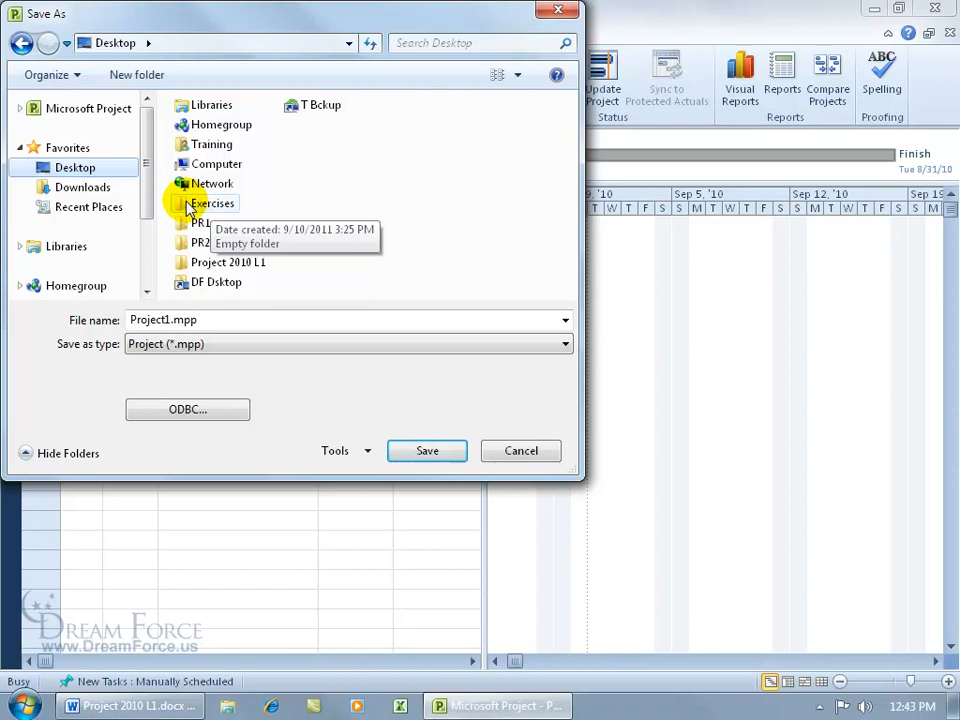 Save As
Desktop
Search Desktop
Organize
New folder
Microsoft Project
Favorites
Desktop
Downloads
Recent Places
Libraries
Homegroup
Libraries
Homegroup
Training
Computer
Network
Exercises
PR1
PR2
Project 2010 L1
DF Dsktop
T Bckup
Date created: 9/10/2011 3:25 PM
Empty folder
File name: Project1.mpp
Save as type: Project (*.mpp)
ODBC...
Hide Folders
Tools
Save
Cancel
Update Project
Sync to Protected Actuals
Status
Visual Reports
Reports
Compare Projects
Reports
ABC
Spelling
Proofing
Finish
Tue 8/31/10
9, '10
Sep 5, '10
Sep 12, '10
Sep 19
T W T F S S M T W T F S S M T W T F S S
DREAM FORCE
www.DreamForce.us
Busy
New Tasks : Manually Scheduled
Project 2010 L1.docx ...
Microsoft Project - P...
12:43 PM